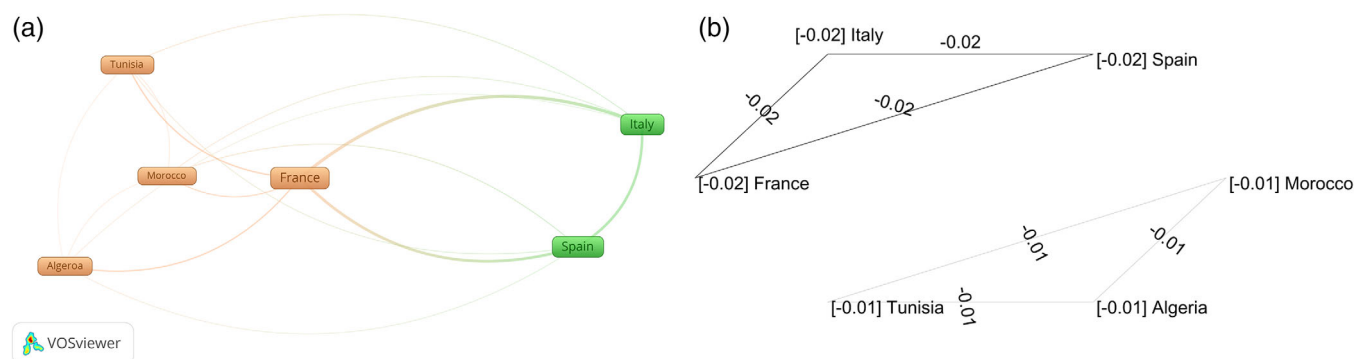 (a)
Tunisia
Italy
Morocco
France
Spain
Algeroa
VOSviewer
(b)
[-0.02] Italy
-0.02
[-0.02] Spain
-0.02
-0.02
[-0.02] France
[-0.01] Morocco
-0.01
-0.01
[-0.01] Tunisia
-0.01
[-0.01] Algeria